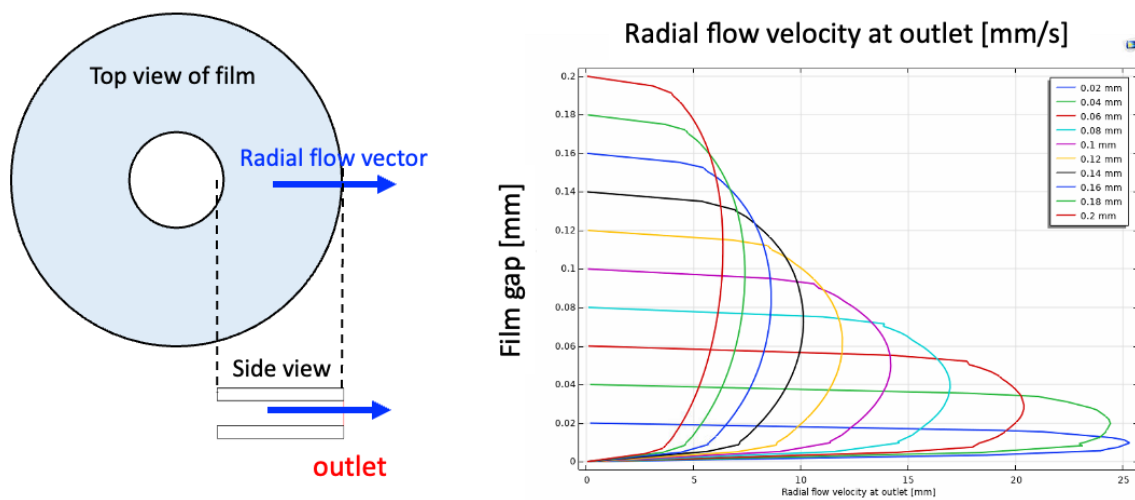 Top view of film
Radial flow vector
Side view
outlet
Radial flow velocity at outlet [mm/s]
Film gap [mm]
0.2
0.18
0.16
0.14
0.12
0.1
0.08
0.06
0.04
0.02
0
0.02 mm
0.04 mm
0.06 mm
0.08 mm
0.1 mm
0.12 mm
0.14 mm
0.16 mm
0.18 mm
0.2 mm
0
5
10
15
20
25
Radial flow velocity at outlet [mm]